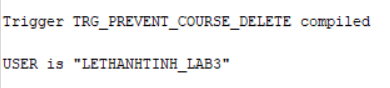 Trigger TRG_PREVENT_COURSE_DELETE compiled
USER is "LETHANHTINH_LAB3"